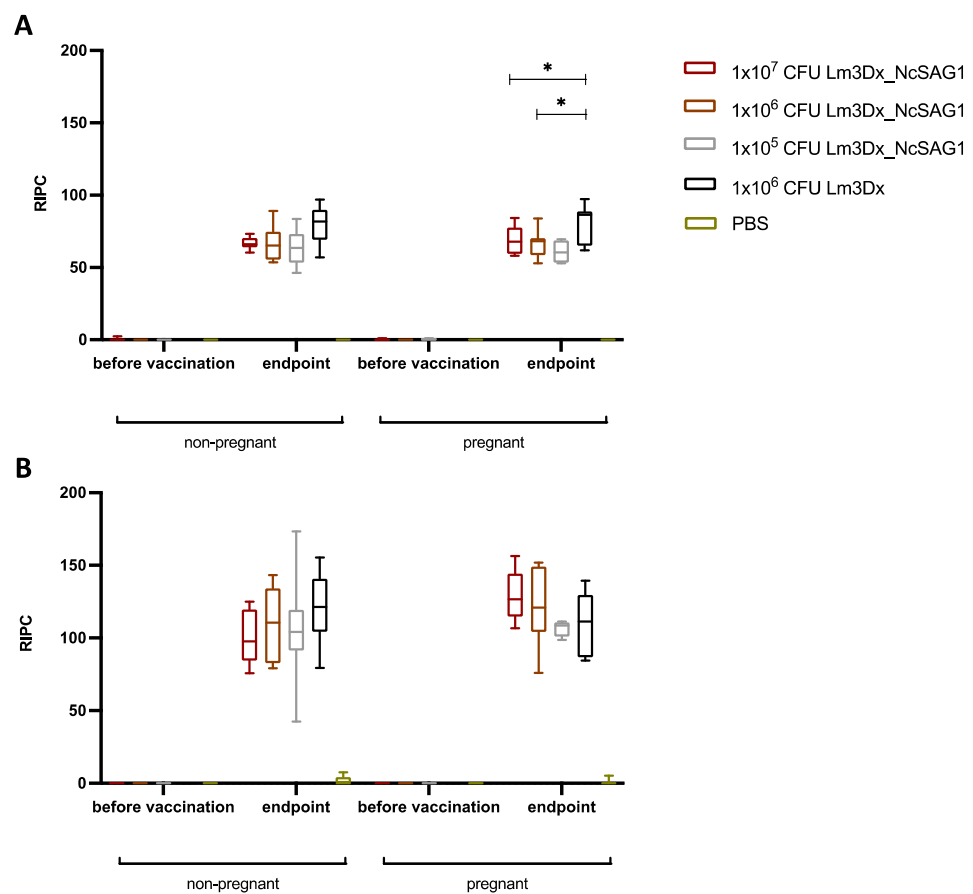 A
200
150
100
50
0
RIPC
* 
*
before vaccination endpoint before vaccination endpoint
non-pregnant pregnant
1x10⁷ CFU Lm3Dx_NcSAG1
1x10⁶ CFU Lm3Dx_NcSAG1
1x10⁵ CFU Lm3Dx_NcSAG1
1x10⁶ CFU Lm3Dx
PBS
B
200
150
100
50
0
RIPC
before vaccination endpoint before vaccination endpoint
non-pregnant pregnant